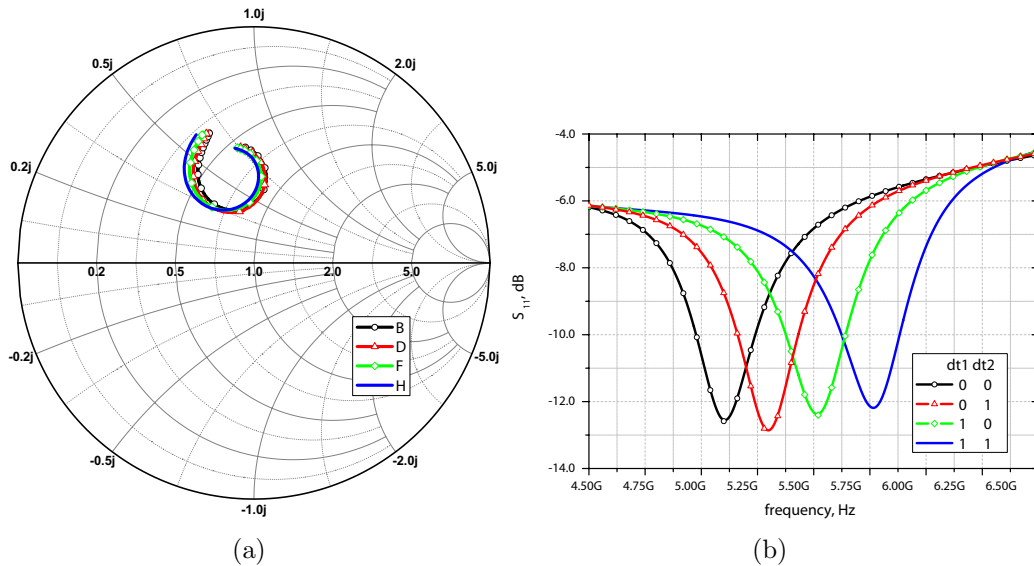 1.0j
0.5j
2.0j
0.2j
5.0j
0.2
0.5
1.0
2.0
5.0
-0.2j
-5.0j
-0.5j
-2.0j
-1.0j
B
D
F
H
(a)
-4.0
-6.0
-8.0
-10.0
-12.0
-14.0
S 11, dB
4.50G
4.75G
5.00G
5.25G
5.50G
5.75G
6.00G
6.25G
6.50G
frequency, Hz
dt1 dt2
0 0
0 1
1 0
1 1
(b)